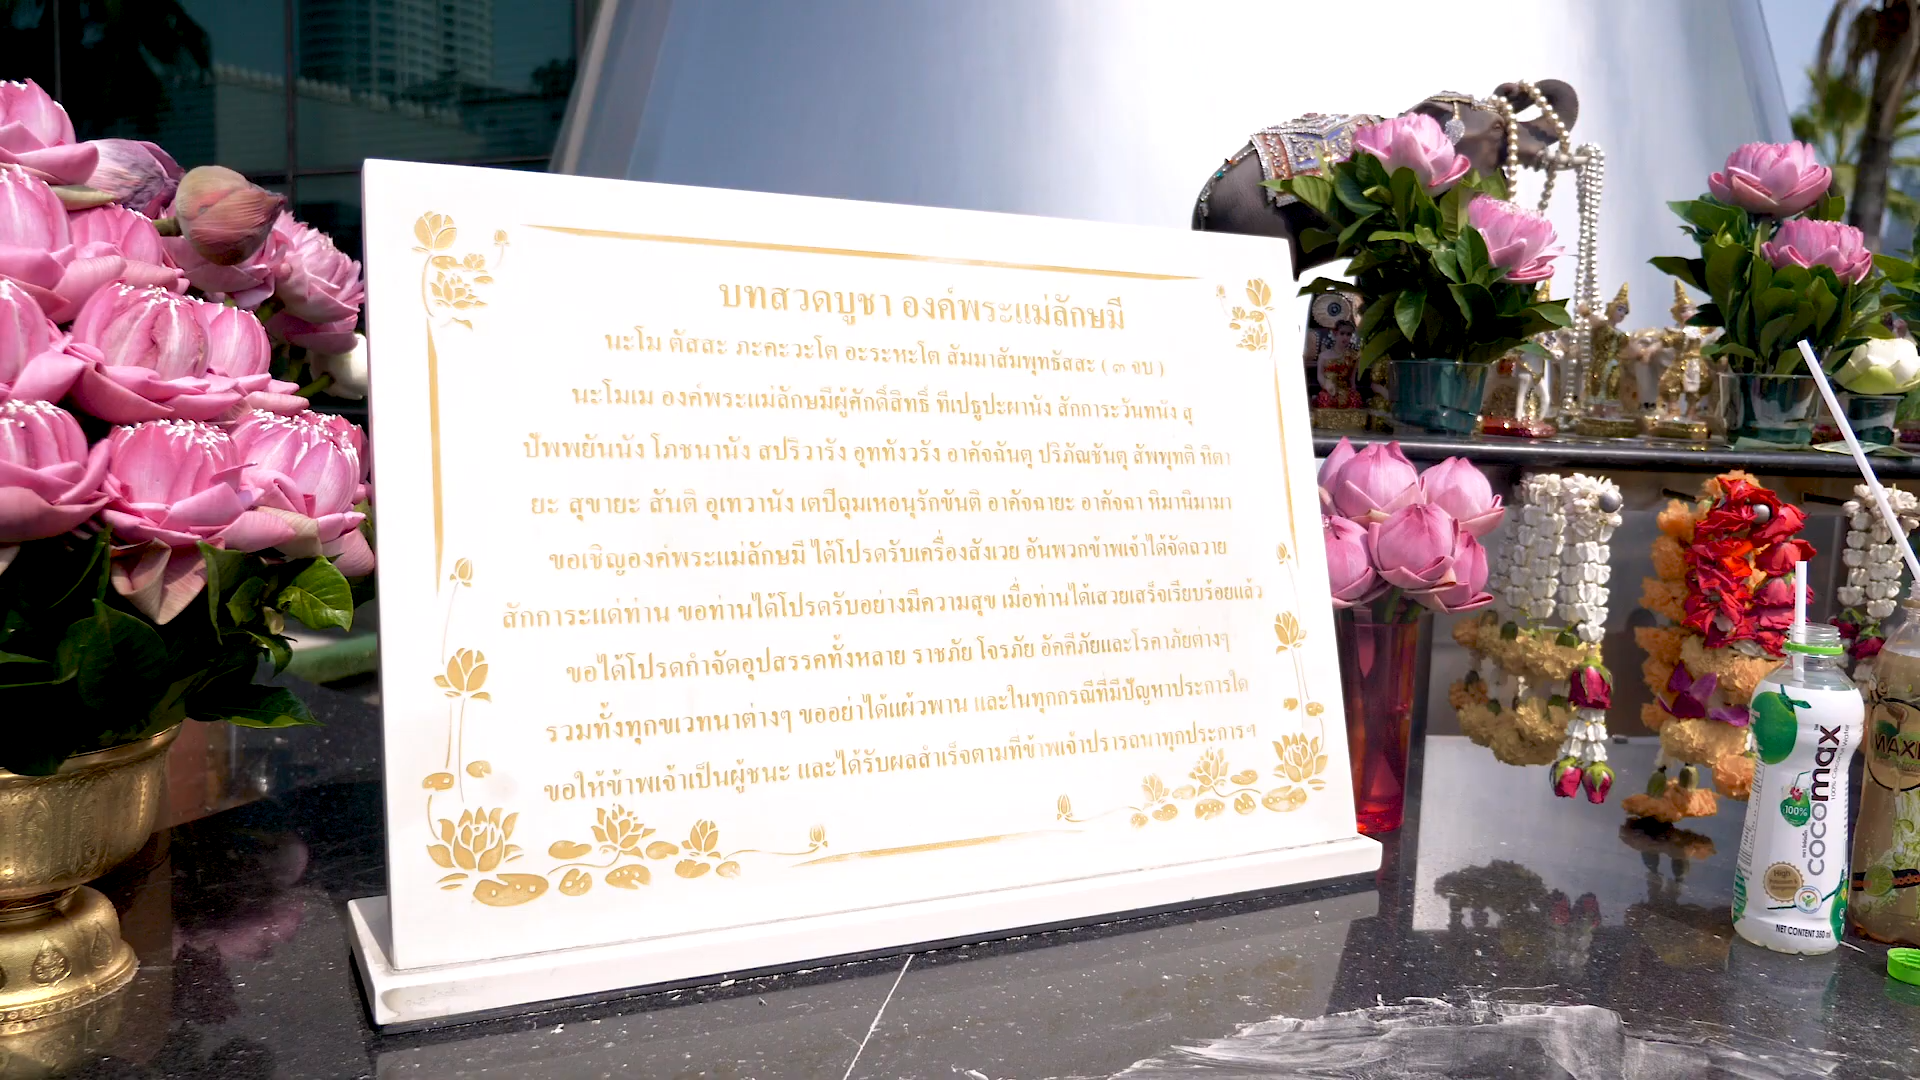 บทสวดบูชา องค์พระแม่ลักษมี
นะโม ตัสสะ ภะคะวะโต อะระหะโต สัมมาสัมพุทธัสสะ ( ๓ จบ )
นะโมเม องค์พระแม่ลักษมีผู้ศักดิ์สิทธิ์ ทีเปธูปะผานัง สักการะวันทนัง สุ
ปัพพยันนัง โภชนานัง สปริวารัง อุททังวรัง อาคัจฉันตุ ปริภัณชันตุ สัพพุทติ หิตา
ยะ สุขายะ สันติ อุเทวานัง เตปีฤมเหอนุรักขันติ อาคัจฉายะ อาคัจฉา หิมานิมามา
ขอเชิญองค์พระแม่ลักษมี ได้โปรดรับเครื่องสังเวย อันพวกข้าพเจ้าได้จัดถวาย
สักการะแด่ท่าน ขอท่านได้โปรดรับอย่างมีความสุข เมื่อท่านได้เสวยเสร็จเรียบร้อยแล้ว
ขอได้โปรดกำจัดอุปสรรคทั้งหลาย ราชภัย โจรภัย อัคคีภัยและโรคาภัยต่างๆ
รวมทั้งทุกขเวทนาต่างๆ ขออย่าได้แผ้วพาน และในทุกกรณีที่มีปัญหาประการใด
ขอให้ข้าพเจ้าเป็นผู้ชนะ และได้รับผลสำเร็จตามที่ข้าพเจ้าปรารถนาทุกประการฯ
cocomax
100%
High
NET CONTENT 350 ml